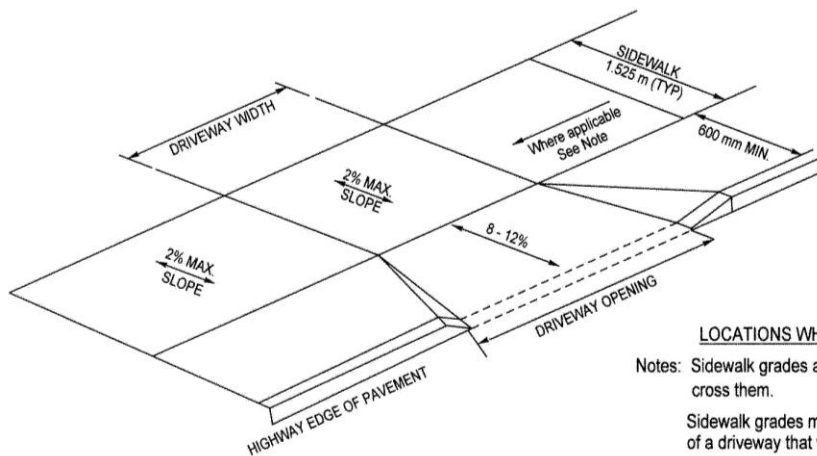 SIDEWALK
1.525 m (TYP)
DRIVEWAY WIDTH
Where applicable
See Note
600 mm MIN.
2% MAX.
SLOPE
8 - 12%
2% MAX.
SLOPE
DRIVEWAY OPENING
HIGHWAY EDGE OF PAVEMENT
LOCATIONS WH
Notes: Sidewalk grades a
cross them.
Sidewalk grades m
of a driveway that